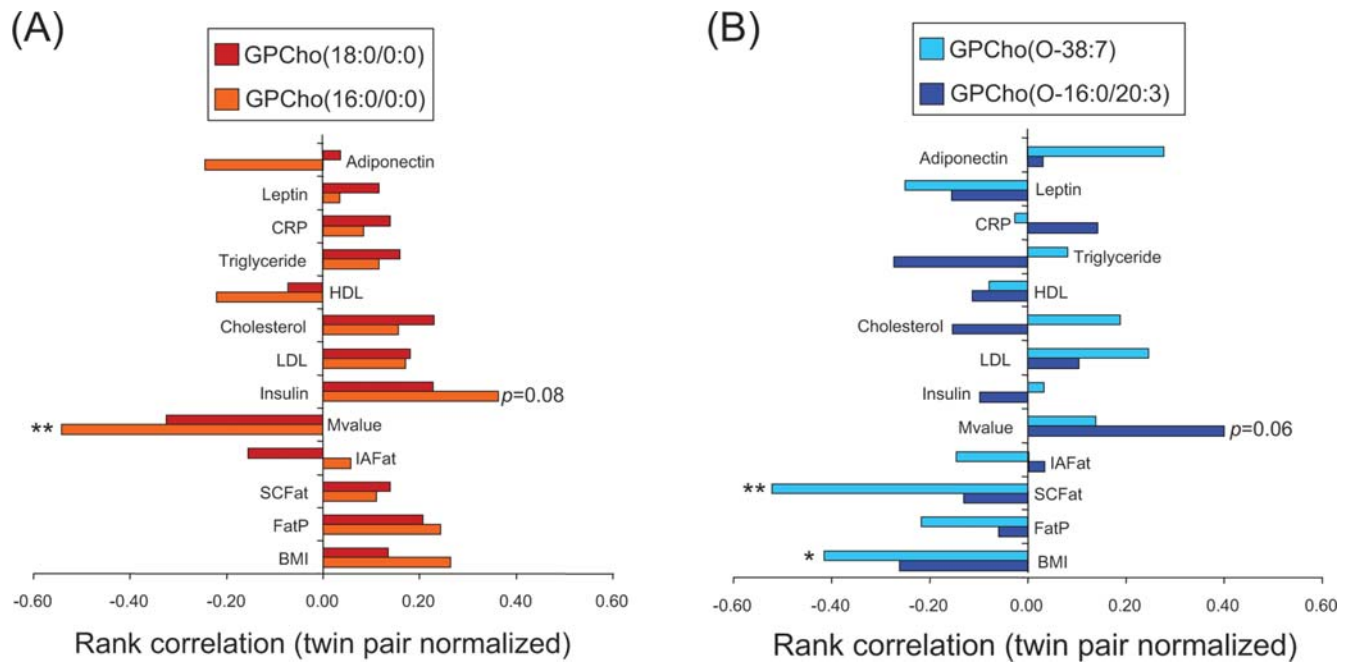 (A)
GPCho(18:0/0:0)
GPCho(16:0/0:0)
Adiponectin
Leptin
CRP
Triglyceride
HDL
Cholesterol
LDL
Insulin
p=0.08
**
Mvalue
IAFat
SCFat
FatP
BMI
-0.60 -0.40 -0.20 0.00 0.20 0.40 0.60
Rank correlation (twin pair normalized)
(B)
GPCho(O-38:7)
GPCho(O-16:0/20:3)
Adiponectin
Leptin
CRP
Triglyceride
HDL
Cholesterol
LDL
Insulin
Mvalue
p=0.06
IAFat
**
SCFat
FatP
*
BMI
-0.60 -0.40 -0.20 0.00 0.20 0.40 0.60
Rank correlation (twin pair normalized)